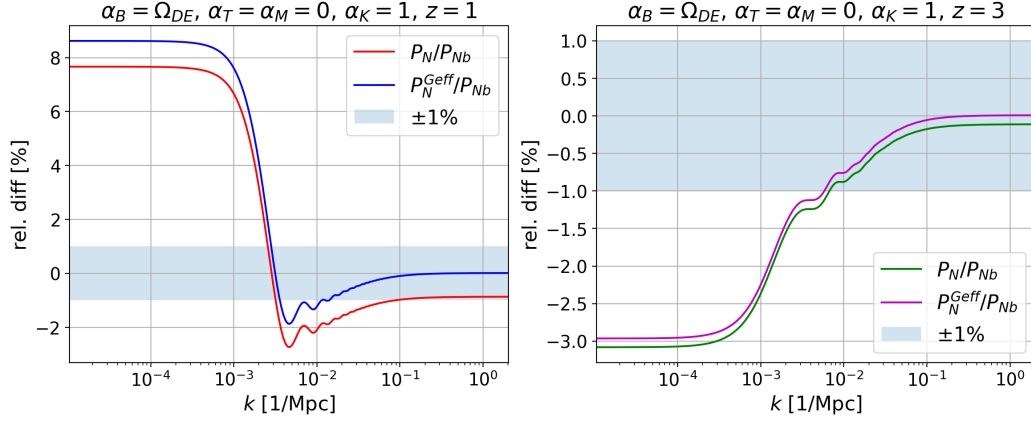 α_B = Ω_DE, α_T = α_M = 0, α_K = 1, z = 1
rel. diff [%]
8
6
4
2
0
−2
P_N/P_Nb
P_N^Geff/P_Nb
±1%
10^−4
10^−3
10^−2
10^−1
10^0
k [1/Mpc]
α_B = Ω_DE, α_T = α_M = 0, α_K = 1, z = 3
rel. diff [%]
1.0
0.5
0.0
−0.5
−1.0
−1.5
−2.0
−2.5
−3.0
P_N/P_Nb
P_N^Geff/P_Nb
±1%
10^−4
10^−3
10^−2
10^−1
10^0
k [1/Mpc]